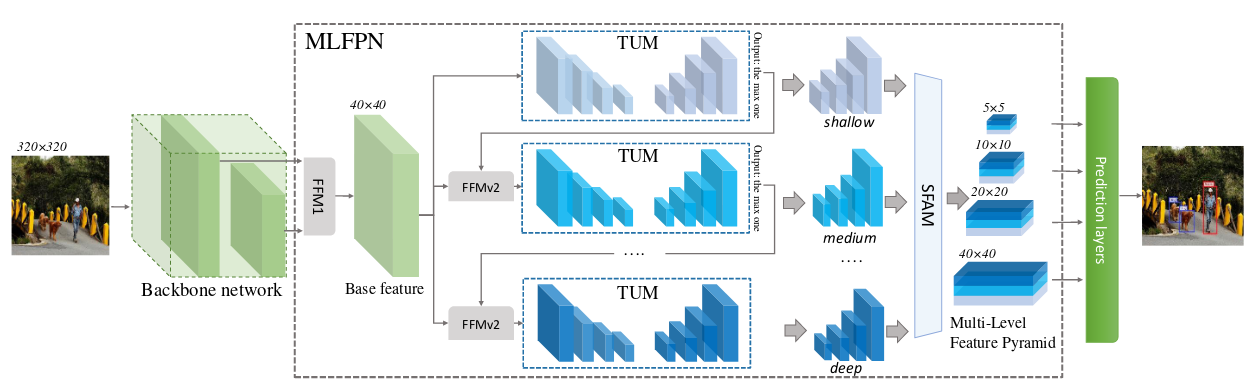 MLFPN
320×320
Backbone network
FFM1
40×40
Base feature
TUM
Output: the max one
shallow
FFMv2
TUM
Output: the max one
medium
....
....
FFMv2
TUM
deep
SFAM
5×5
10×10
20×20
40×40
Multi-Level
Feature Pyramid
Prediction layers